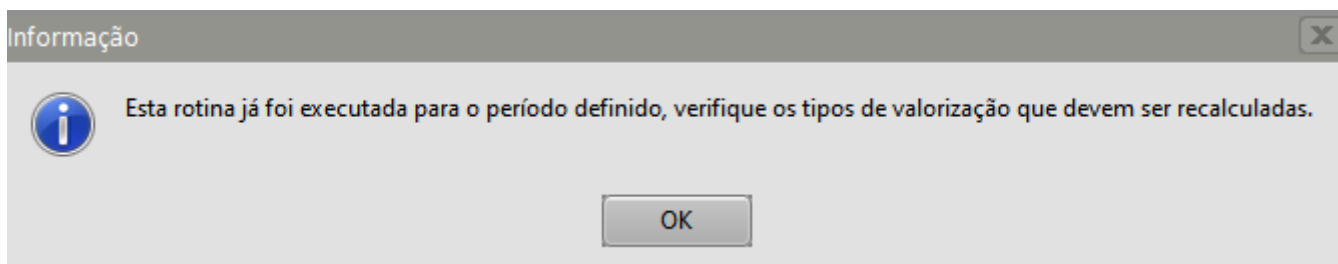 Informação
Esta rotina já foi executada para o período definido, verifique os tipos de valorização que devem ser recalculadas.
OK